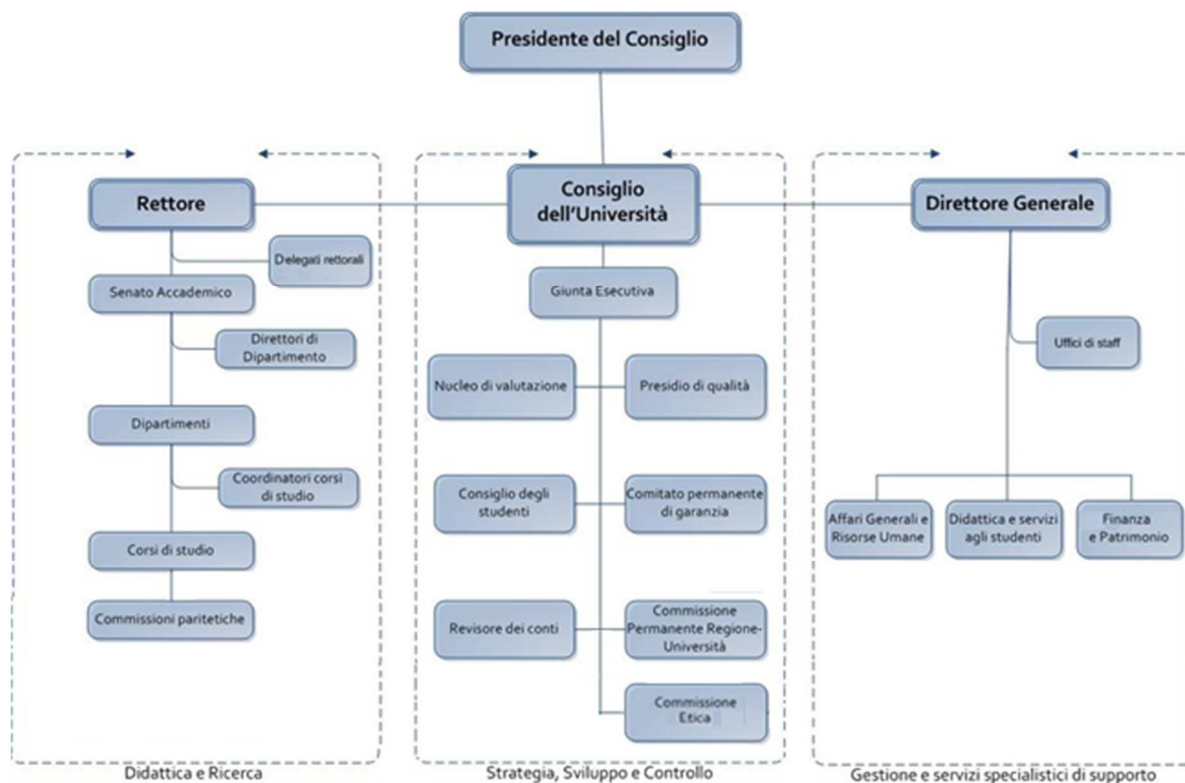 Presidente del Consiglio
Rettore
Delegati rettorali
Senato Accademico
Direttori di
Dipartimento
Dipartimenti
Coordinatori corsi
di studio
Corsi di studio
Commissioni paritetiche
Didattica e Ricerca
Consiglio
dell'Università
Giunta Esecutiva
Nucleo di valutazione
Presidio di qualità
Consiglio degli
studenti
Comitato permanente
di garanzia
Revisore dei conti
Commissione
Permanente Regione-
Università
Commissione
Etica
Strategia, Sviluppo e Controllo
Direttore Generale
Uffici di staff
Affari Generali e
Risorse Umane
Didattica e servizi
agli studenti
Finanza
e Patrimonio
Gestione e servizi specialistici di supporto